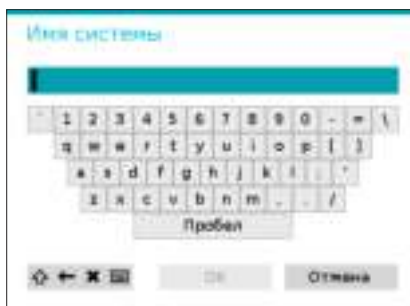 Имя системы
` 1 2 3 4 5 6 7 8 9 0 - = \
q w e r t y u i o p [ ]
a s d f g h j k l ; '
z x c v b n m , . /
Пробел
OK Отмена